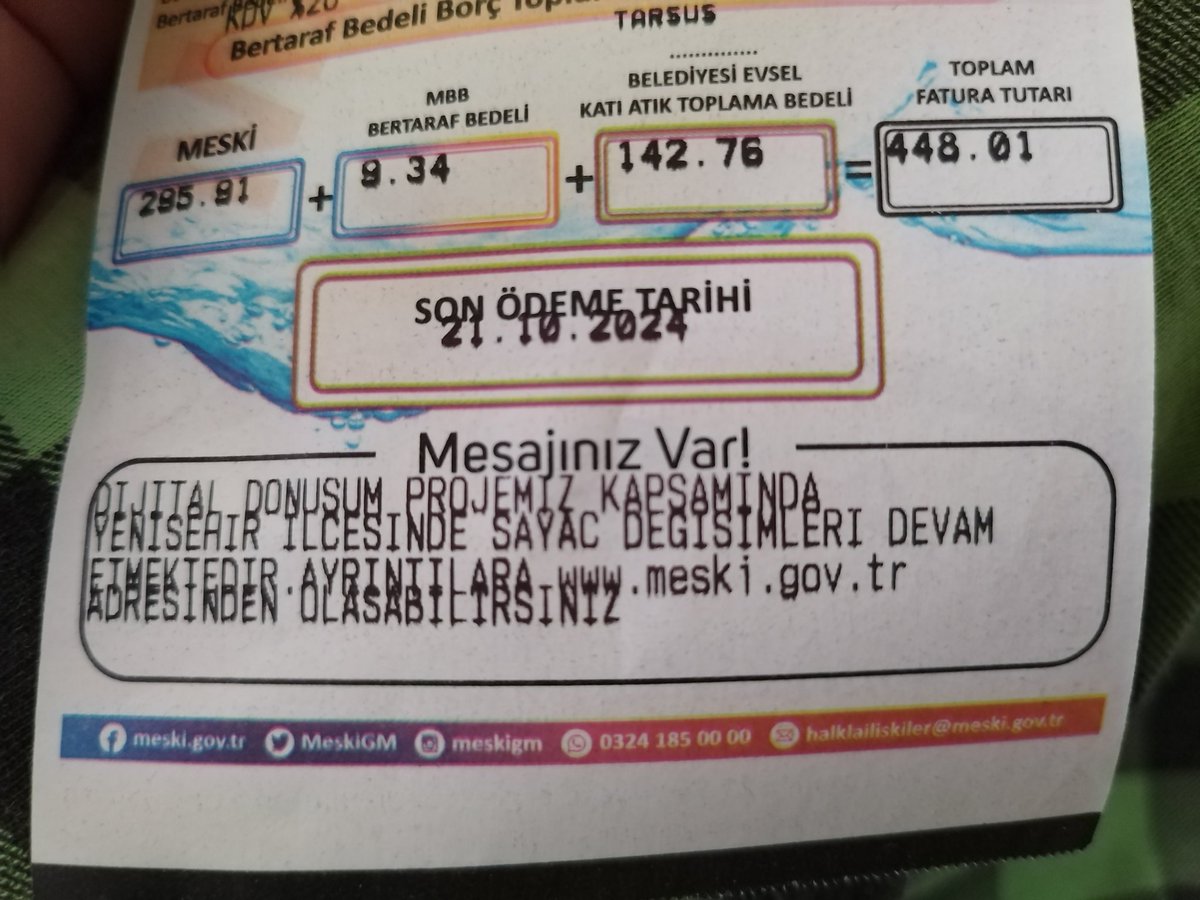 KDV %20
Bertaraf Bedeli Borç
TARSUS
..............
MESKİ
MBB
BERTARAF BEDELİ
BELEDİYESİ EVSEL
KATI ATIK TOPLAMA BEDELİ
TOPLAM
FATURA TUTARI
295.91 + 9.34 + 142.76 = 448.01
SON ÖDEME TARİHİ
21.10.2024
Mesajınız Var!
DIJITAL DONUSUM PROJEMIZ KAPSAMINDA
YENISEHIR ILCESINDE SAYAC DEGISIMLERI DEVAM
ETMEKTEDIR.AYRINTILARA www.meski.gov.tr
ADRESINDEN ULASABILIRSINIZ
meski.gov.tr MeskiGM meskigm 0324 185 00 00 halklailiskiler@meski.gov.tr